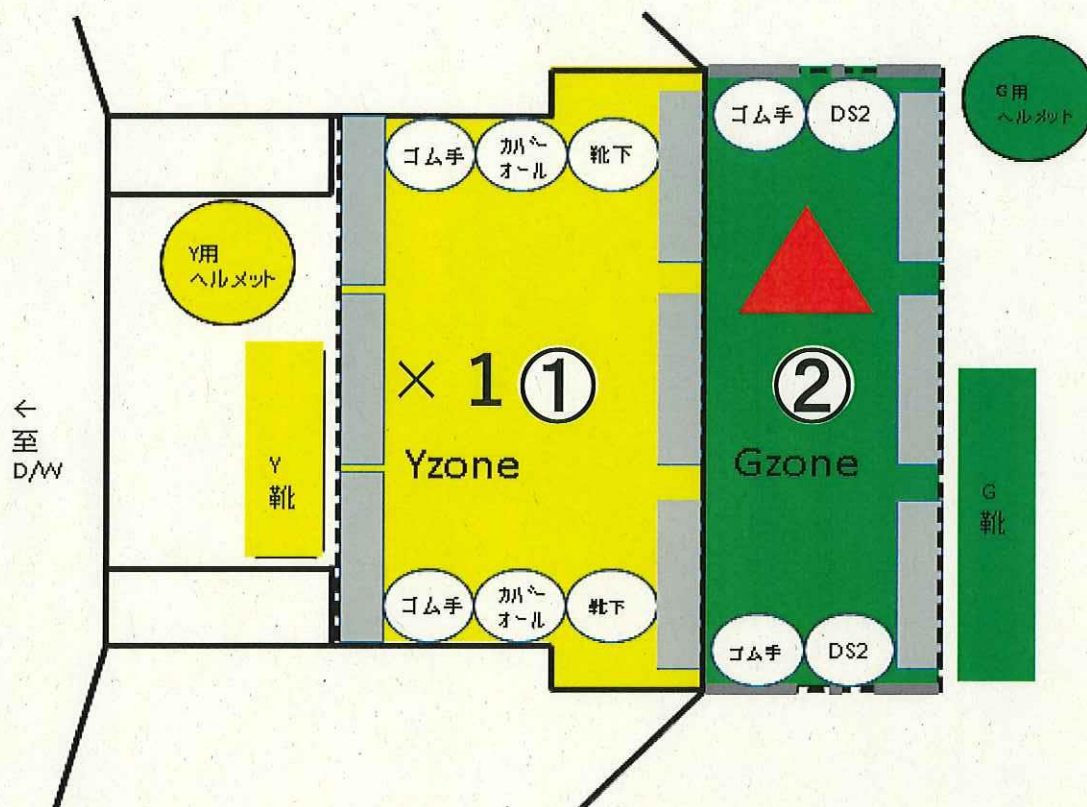 ゴム手
DS2
G用
ヘルメット
ゴム手
カバー
オール
靴下
Y用
ヘルメット
×1①
②
←
至
D/W
Yzone
Gzone
Y
靴
G
靴
ゴム手
カバー
オール
靴下
ゴム手
DS2